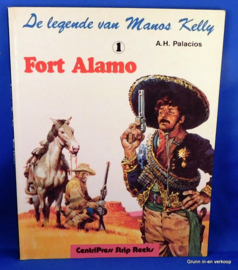 De legende van Manos Kelly
1
A.H. Palacios
Fort Alamo
CentriPress Strip Reeks
Grunn in-en verkoop